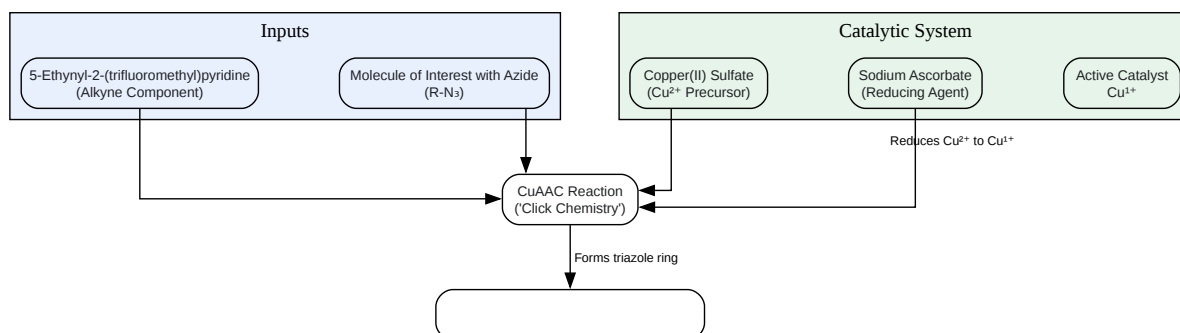 Inputs
Catalytic System
5-Ethynyl-2-(trifluoromethyl)pyridine
(Alkyne Component)
Molecule of Interest with Azide
(R-N₃)
Copper(II) Sulfate
(Cu²⁺ Precursor)
Sodium Ascorbate
(Reducing Agent)
Active Catalyst
Cu¹⁺
Reduces Cu²⁺ to Cu¹⁺
CuAAC Reaction
('Click Chemistry')
Forms triazole ring